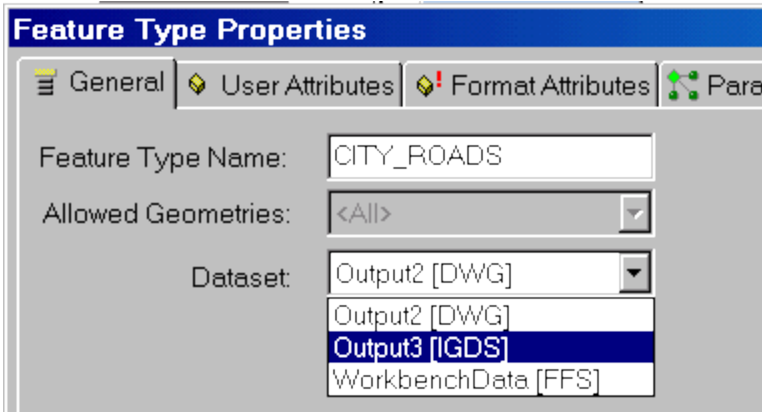 Feature Type Properties
General User Attributes Format Attributes Para
Feature Type Name: CITY_ROADS
Allowed Geometries: <All>
Dataset: Output2 [DWG]
Output2 [DWG]
Output3 [IGDS]
WorkbenchData [FFS]